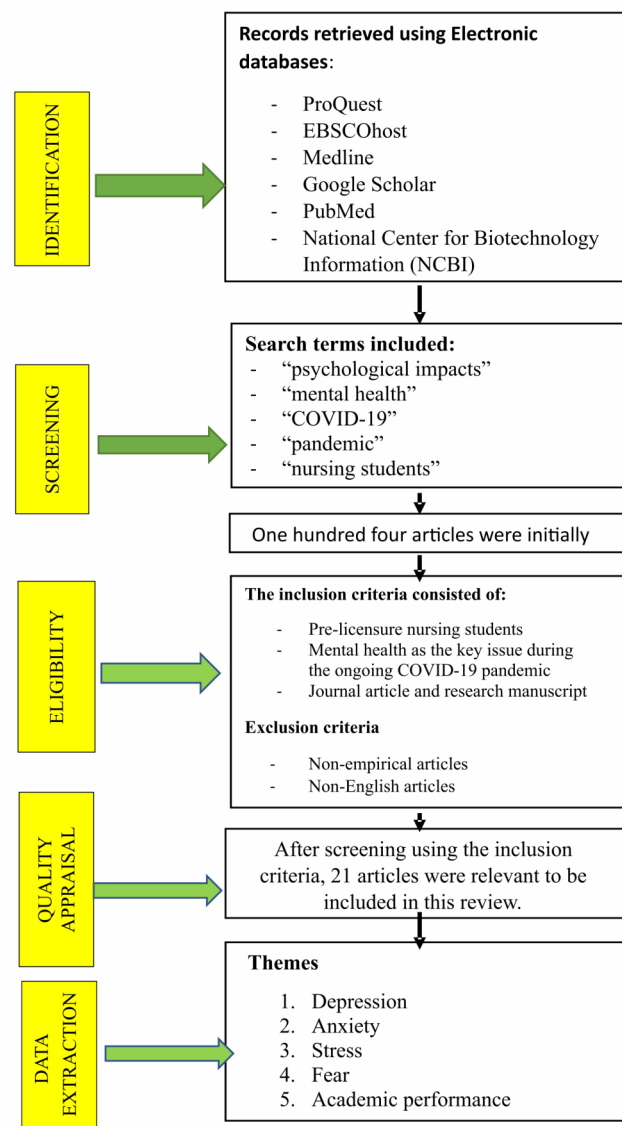 Records retrieved using Electronic
databases:
- ProQuest
- EBSCOhost
- Medline
- Google Scholar
- PubMed
- National Center for Biotechnology
Information (NCBI)
IDENTIFICATION
Search terms included:
- “psychological impacts”
- “mental health”
- “COVID-19”
- “pandemic”
- “nursing students”
SCREENING
One hundred four articles were initially
The inclusion criteria consisted of:
- Pre-licensure nursing students
- Mental health as the key issue during
the ongoing COVID-19 pandemic
- Journal article and research manuscript
Exclusion criteria
- Non-empirical articles
- Non-English articles
ELIGIBILITY
After screening using the inclusion
criteria, 21 articles were relevant to be
included in this review.
QUALITY
APPRAISAL
Themes
1. Depression
2. Anxiety
3. Stress
4. Fear
5. Academic performance
DATA
EXTRACTION